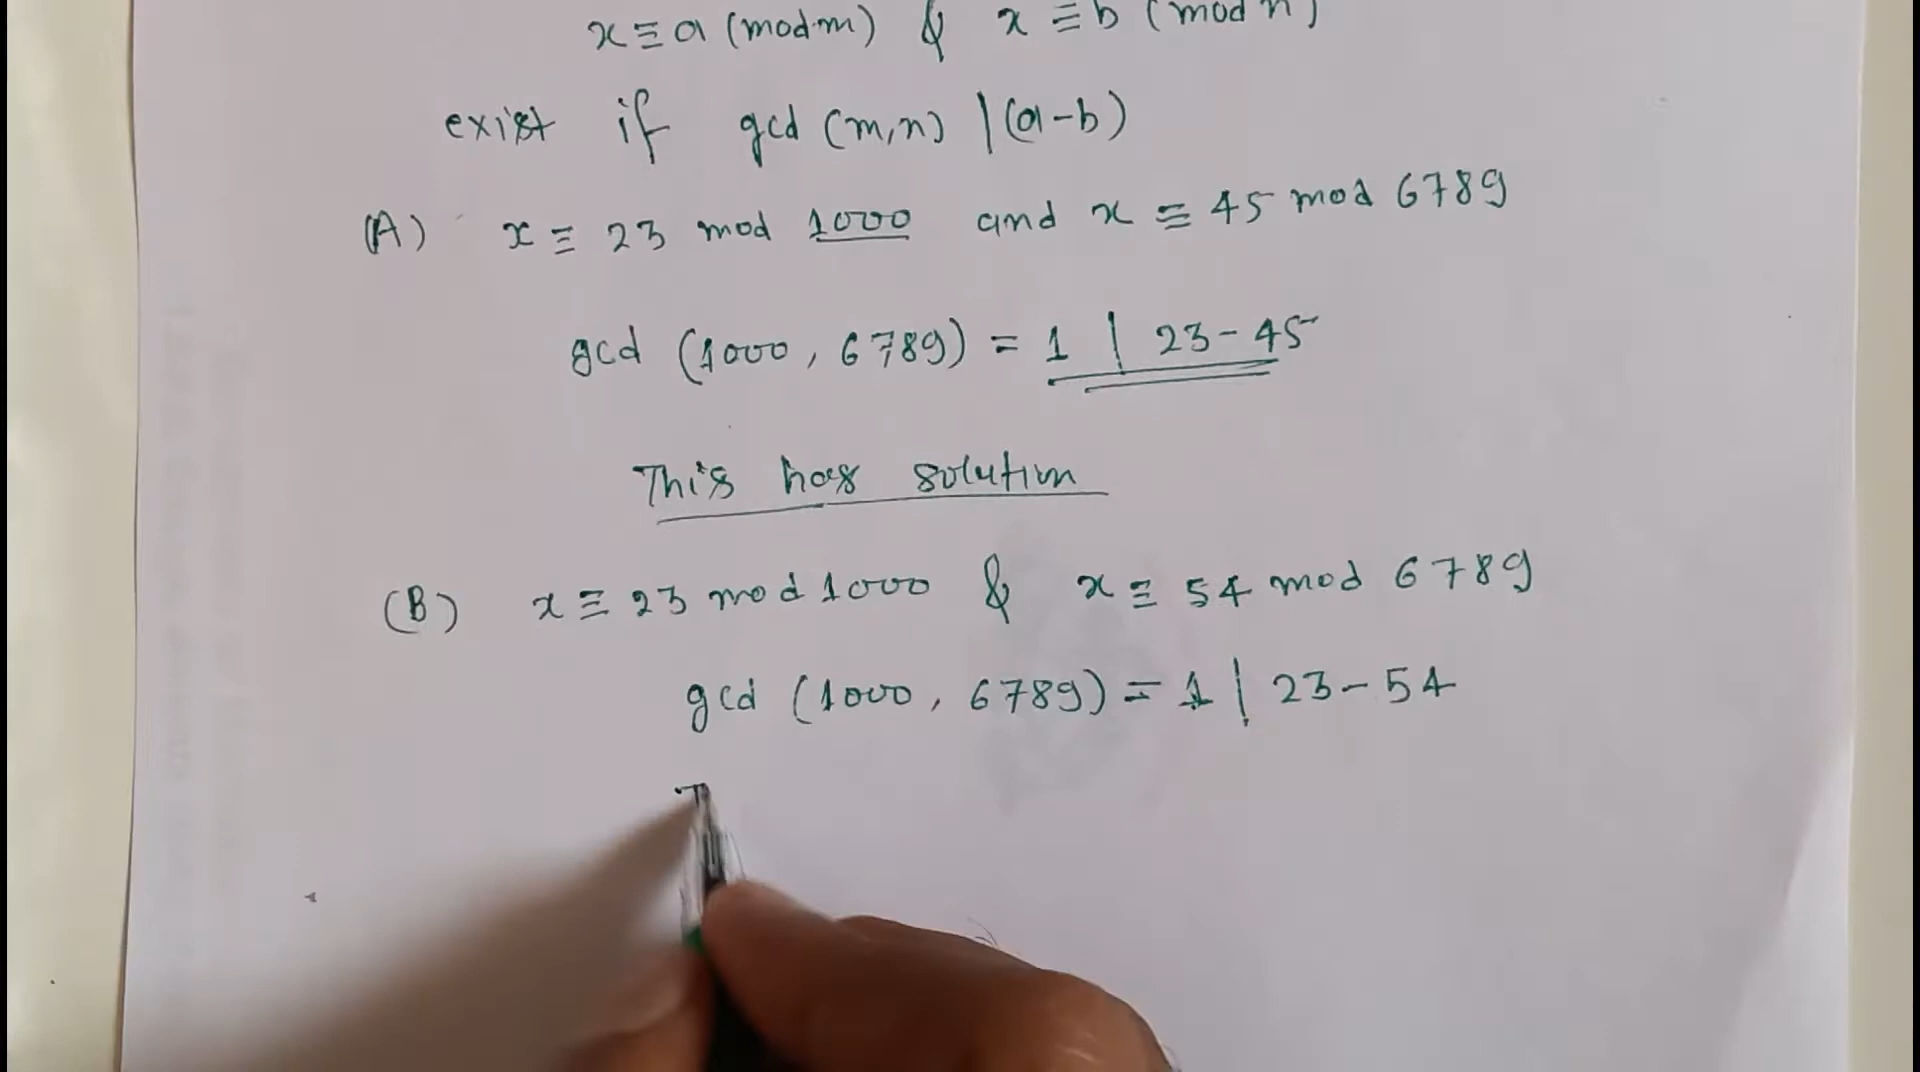 x ≡ a (mod m) & x ≡ b (mod n)
exist if gcd (m,n) | (a-b)
(A) x ≡ 23 mod 1000 and x ≡ 45 mod 6789
gcd (1000, 6789) = 1 | 23-45
This has solution
(B) x ≡ 23 mod 1000 & x ≡ 54 mod 6789
gcd (1000, 6789) = 1 | 23-54
T